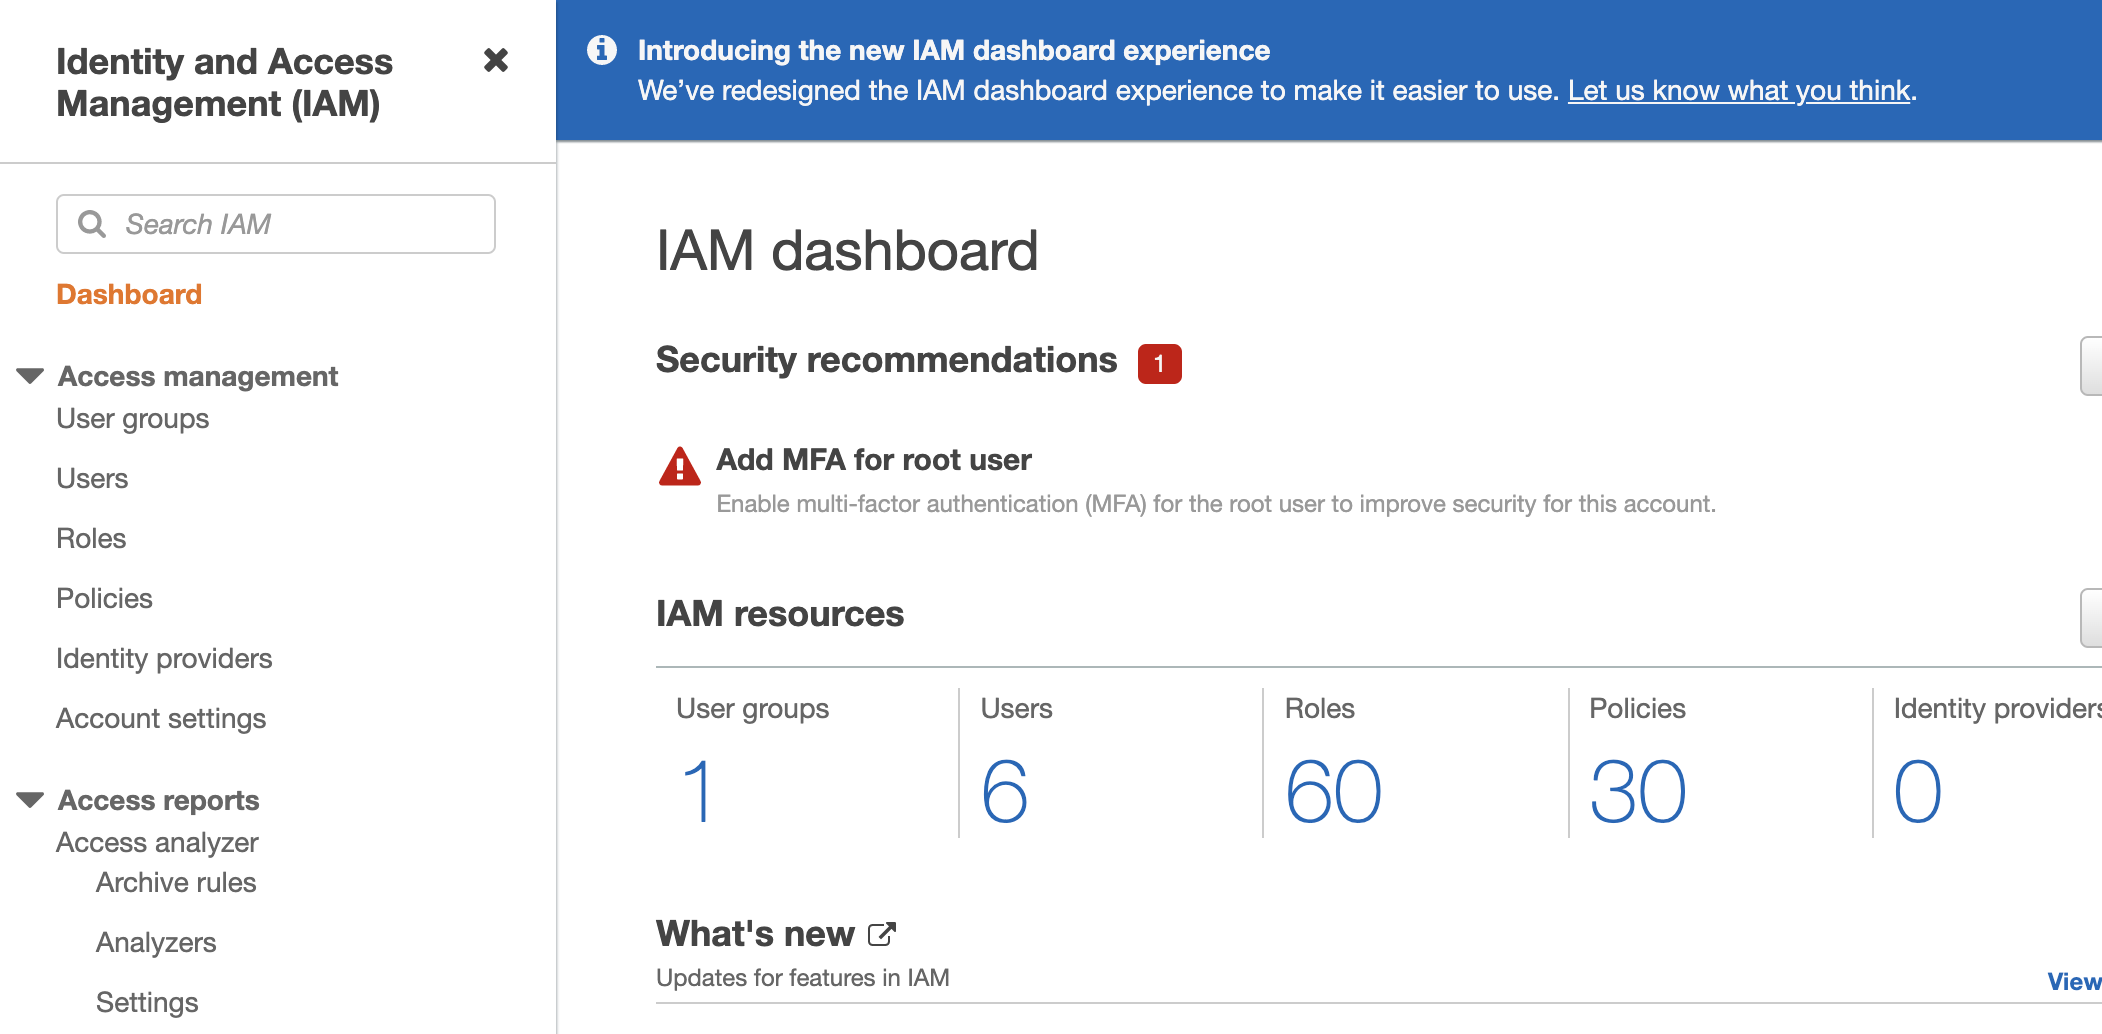 Identity and Access
Management (IAM)
Search IAM
Dashboard
Access management
User groups
Users
Roles
Policies
Identity providers
Account settings
Access reports
Access analyzer
Archive rules
Analyzers
Settings
Introducing the new IAM dashboard experience
We’ve redesigned the IAM dashboard experience to make it easier to use. Let us know what you think.
IAM dashboard
Security recommendations 1
Add MFA for root user
Enable multi-factor authentication (MFA) for the root user to improve security for this account.
IAM resources
User groups Users Roles Policies Identity providers
1 6 60 30 0
What's new
Updates for features in IAM
View